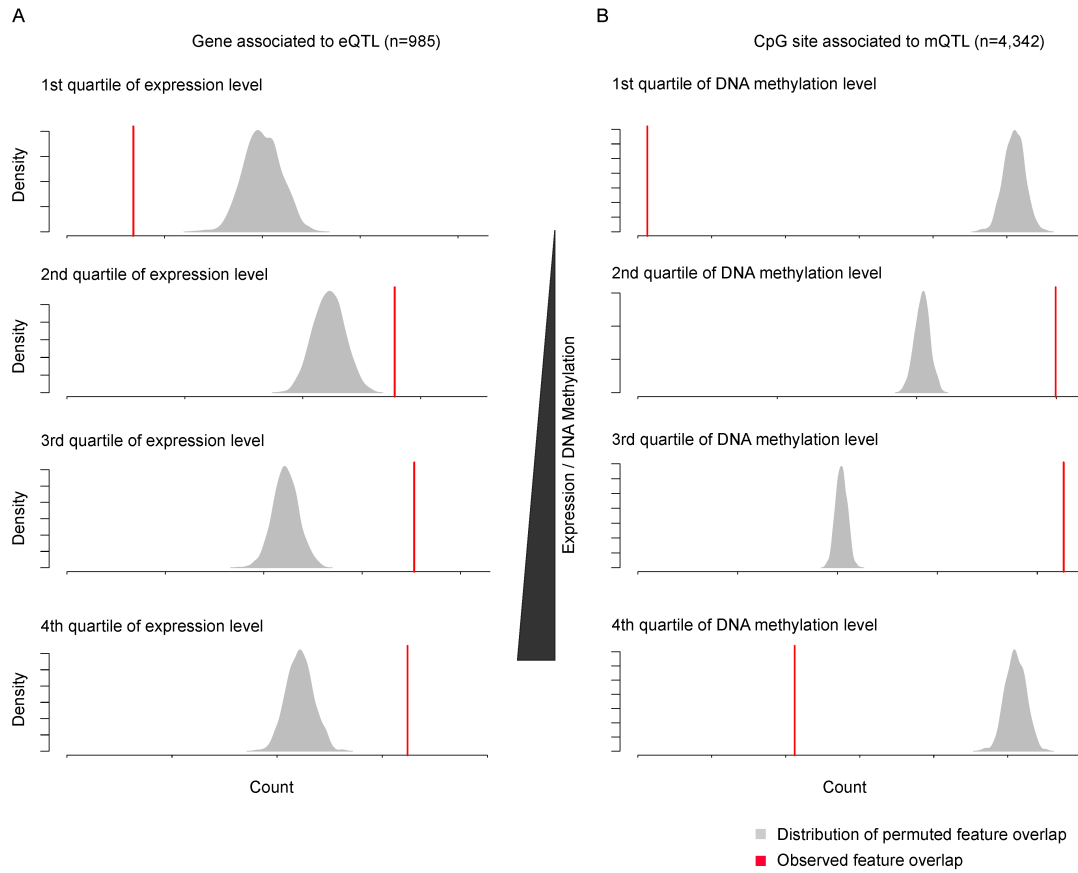 A
Gene associated to eQTL (n=985)
1st quartile of expression level
Density
2nd quartile of expression level
Density
3rd quartile of expression level
Density
4th quartile of expression level
Density
Count
Expression / DNA Methylation
B
CpG site associated to mQTL (n=4,342)
1st quartile of DNA methylation level
2nd quartile of DNA methylation level
3rd quartile of DNA methylation level
4th quartile of DNA methylation level
Count
Distribution of permuted feature overlap
Observed feature overlap